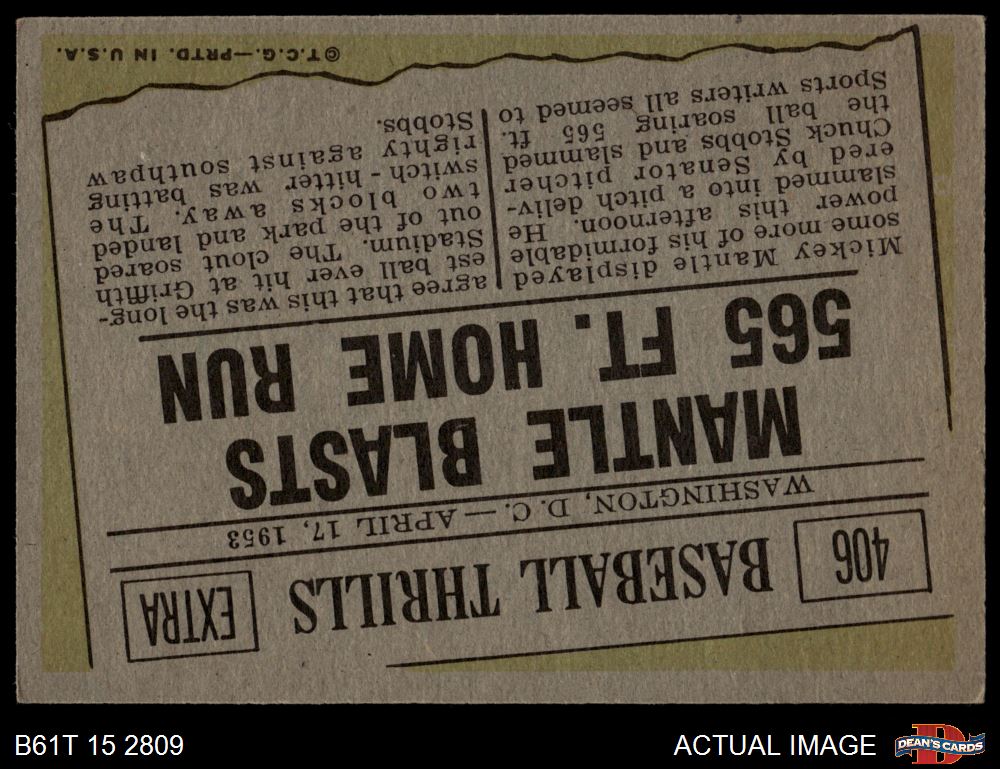 406
BASEBALL THRILLS
EXTRA
WASHINGTON, D.C.—APRIL 17, 1953
MANTLE BLASTS
565 FT. HOME RUN
Mickey Mantle displayed
some more of his formidable
power this afternoon. He
slammed into a pitch deliv-
ered by Senator pitcher
Chuck Stobbs and slammed
the ball soaring 565 ft.
Sports writers all seemed to
agree that this was the long-
est ball ever hit at Griffith
Stadium. The clout soared
out of the park and landed
two blocks away. The
switch-hitter was batting
righty against southpaw
Stobbs.
©T.C.G.—PRTD. IN U.S.A.
B61T 15 2809
ACTUAL IMAGE
DEAN'S CARDS